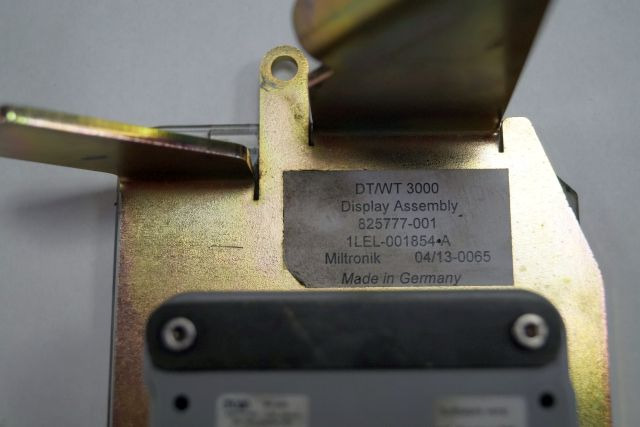 DT/WT 3000
Display Assembly
825777-001
1LEL-001854•A
Miltronik 04/13-0065
Made in Germany